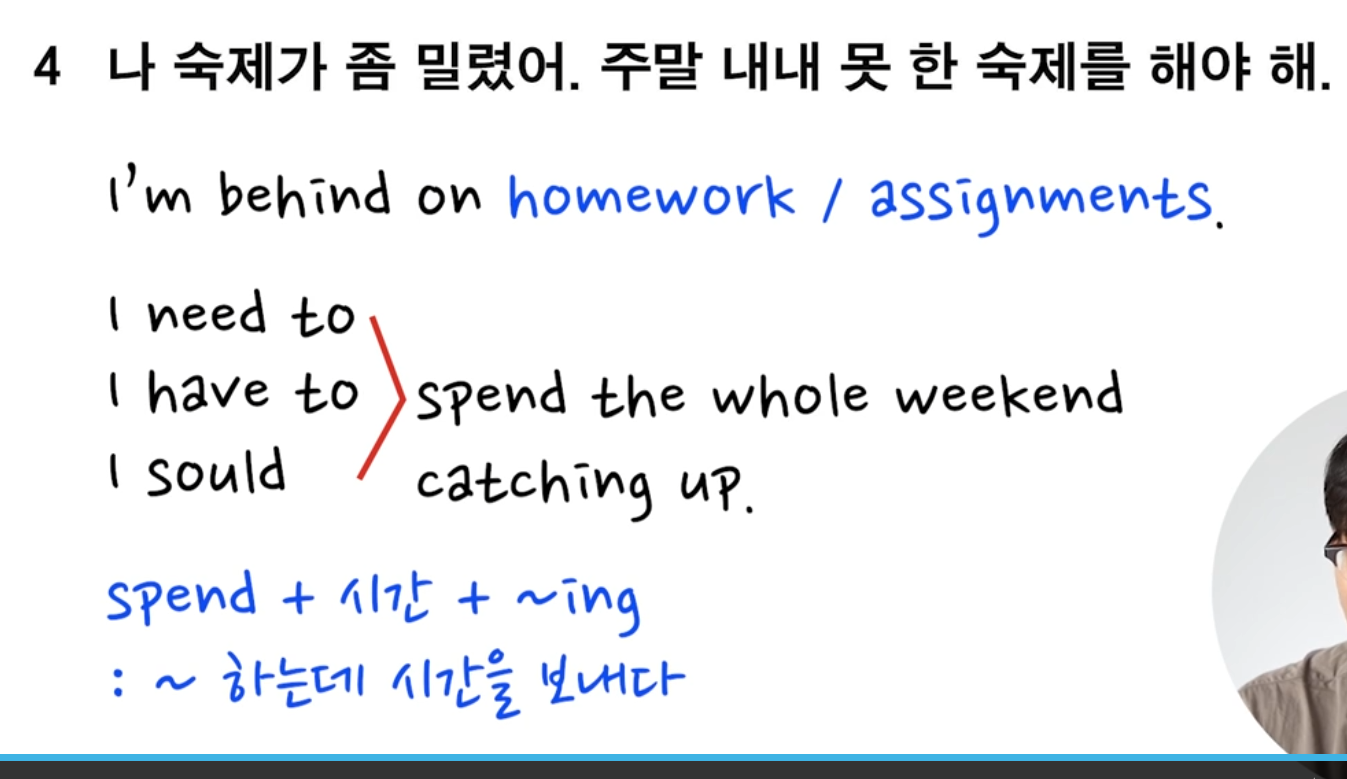 4 나 숙제가 좀 밀렸어. 주말 내내 못 한 숙제를 해야 해.
I'm behind on homework / assignments.
I need to
I have to
I sould
spend the whole weekend
catching up.
spend + 시간 + ~ing
: ~ 하는데 시간을 보내다